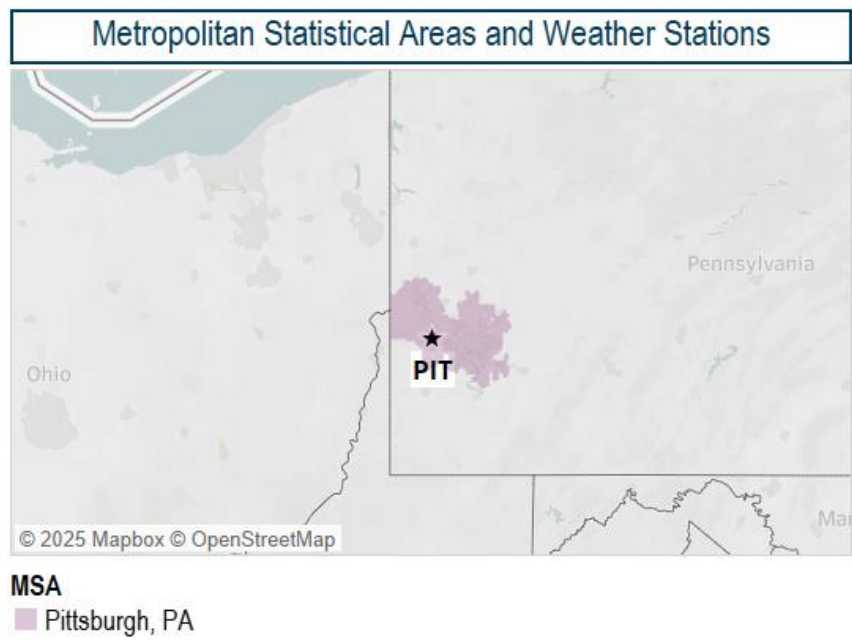 Metropolitan Statistical Areas and Weather Stations
Pennsylvania
Ohio
PIT
© 2025 Mapbox © OpenStreetMap
MSA
Pittsburgh, PA